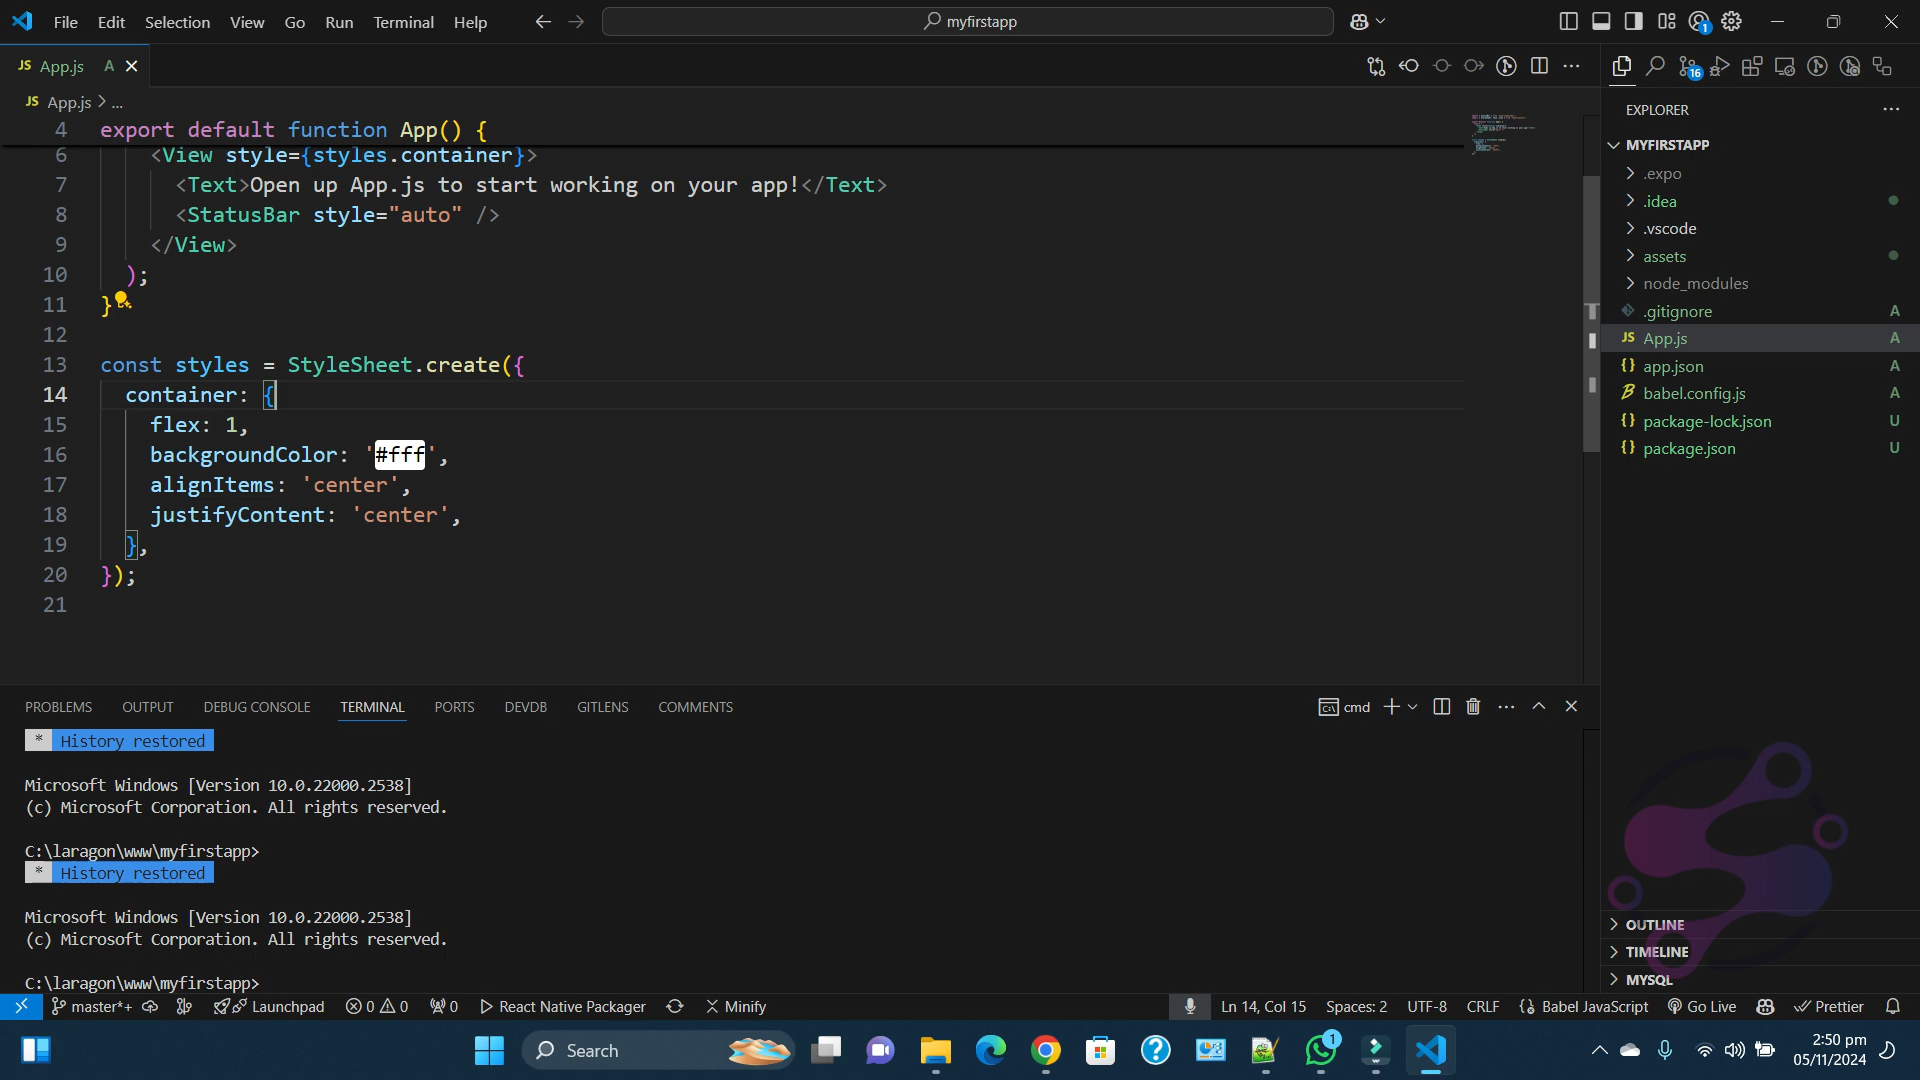 File Edit Selection View Go Run Terminal Help
myfirstapp
1
JS App.js A
16
JS App.js > ...
EXPLORER
MYFIRSTAPP
.expo
.idea
.vscode
assets
node_modules
.gitignore A
JS App.js A
{} app.json A
babel.config.js A
{} package-lock.json U
{} package.json U
4 export default function App() {
6 <View style={styles.container}>
7 <Text>Open up App.js to start working on your app!</Text>
8 <StatusBar style="auto" />
9 </View>
10 );
11 }
12
13 const styles = StyleSheet.create({
14 container: {
15 flex: 1,
16 backgroundColor: '#fff',
17 alignItems: 'center',
18 justifyContent: 'center',
19 },
20 });
21
PROBLEMS OUTPUT DEBUG CONSOLE TERMINAL PORTS DEVDB GITLENS COMMENTS
cmd
* History restored
Microsoft Windows [Version 10.0.22000.2538]
(c) Microsoft Corporation. All rights reserved.
C:\laragon\www\myfirstapp>
* History restored
Microsoft Windows [Version 10.0.22000.2538]
(c) Microsoft Corporation. All rights reserved.
C:\laragon\www\myfirstapp>
OUTLINE
TIMELINE
MYSQL
master*+ Launchpad 0 0 0 React Native Packager Minify
Ln 14, Col 15 Spaces: 2 UTF-8 CRLF Babel JavaScript Go Live Prettier
Search
1
2:50 pm
05/11/2024